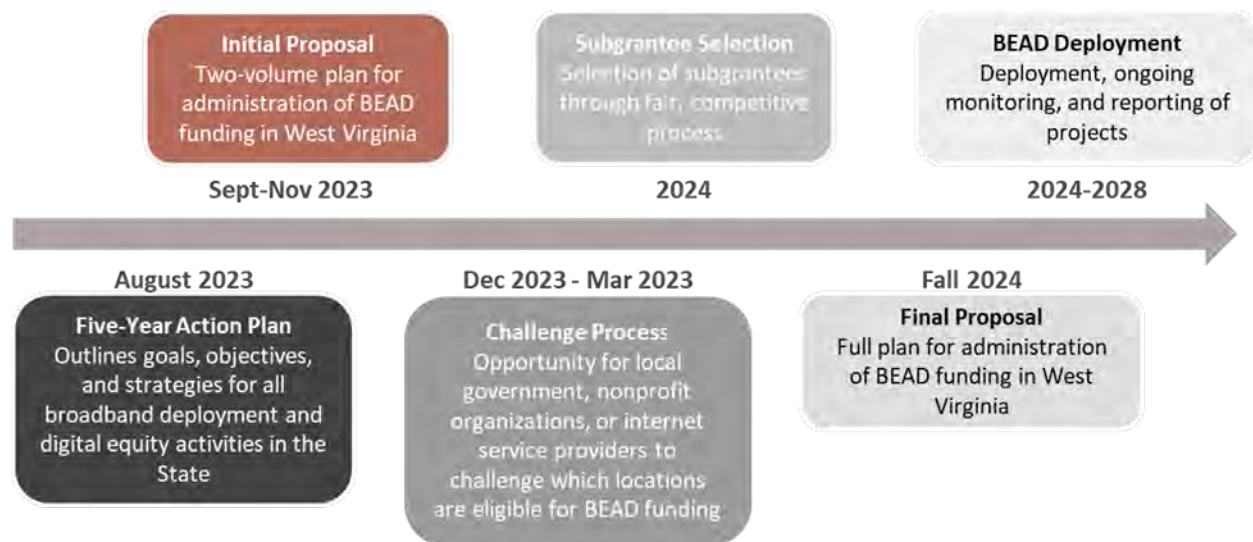 Initial Proposal
Two-volume plan for
administration of BEAD
funding in West Virginia
Sept-Nov 2023
Subgrantee Selection
Selection of subgrantees
through fair, competitive
process
2024
BEAD Deployment
Deployment, ongoing
monitoring, and reporting of
projects
2024-2028
August 2023
Five-Year Action Plan
Outlines goals, objectives,
and strategies for all
broadband deployment and
digital equity activities in the
State
Dec 2023 - Mar 2023
Challenge Process
Opportunity for local
government, nonprofit
organizations, or internet
service providers to
challenge which locations
are eligible for BEAD funding
Fall 2024
Final Proposal
Full plan for administration
of BEAD funding in West
Virginia